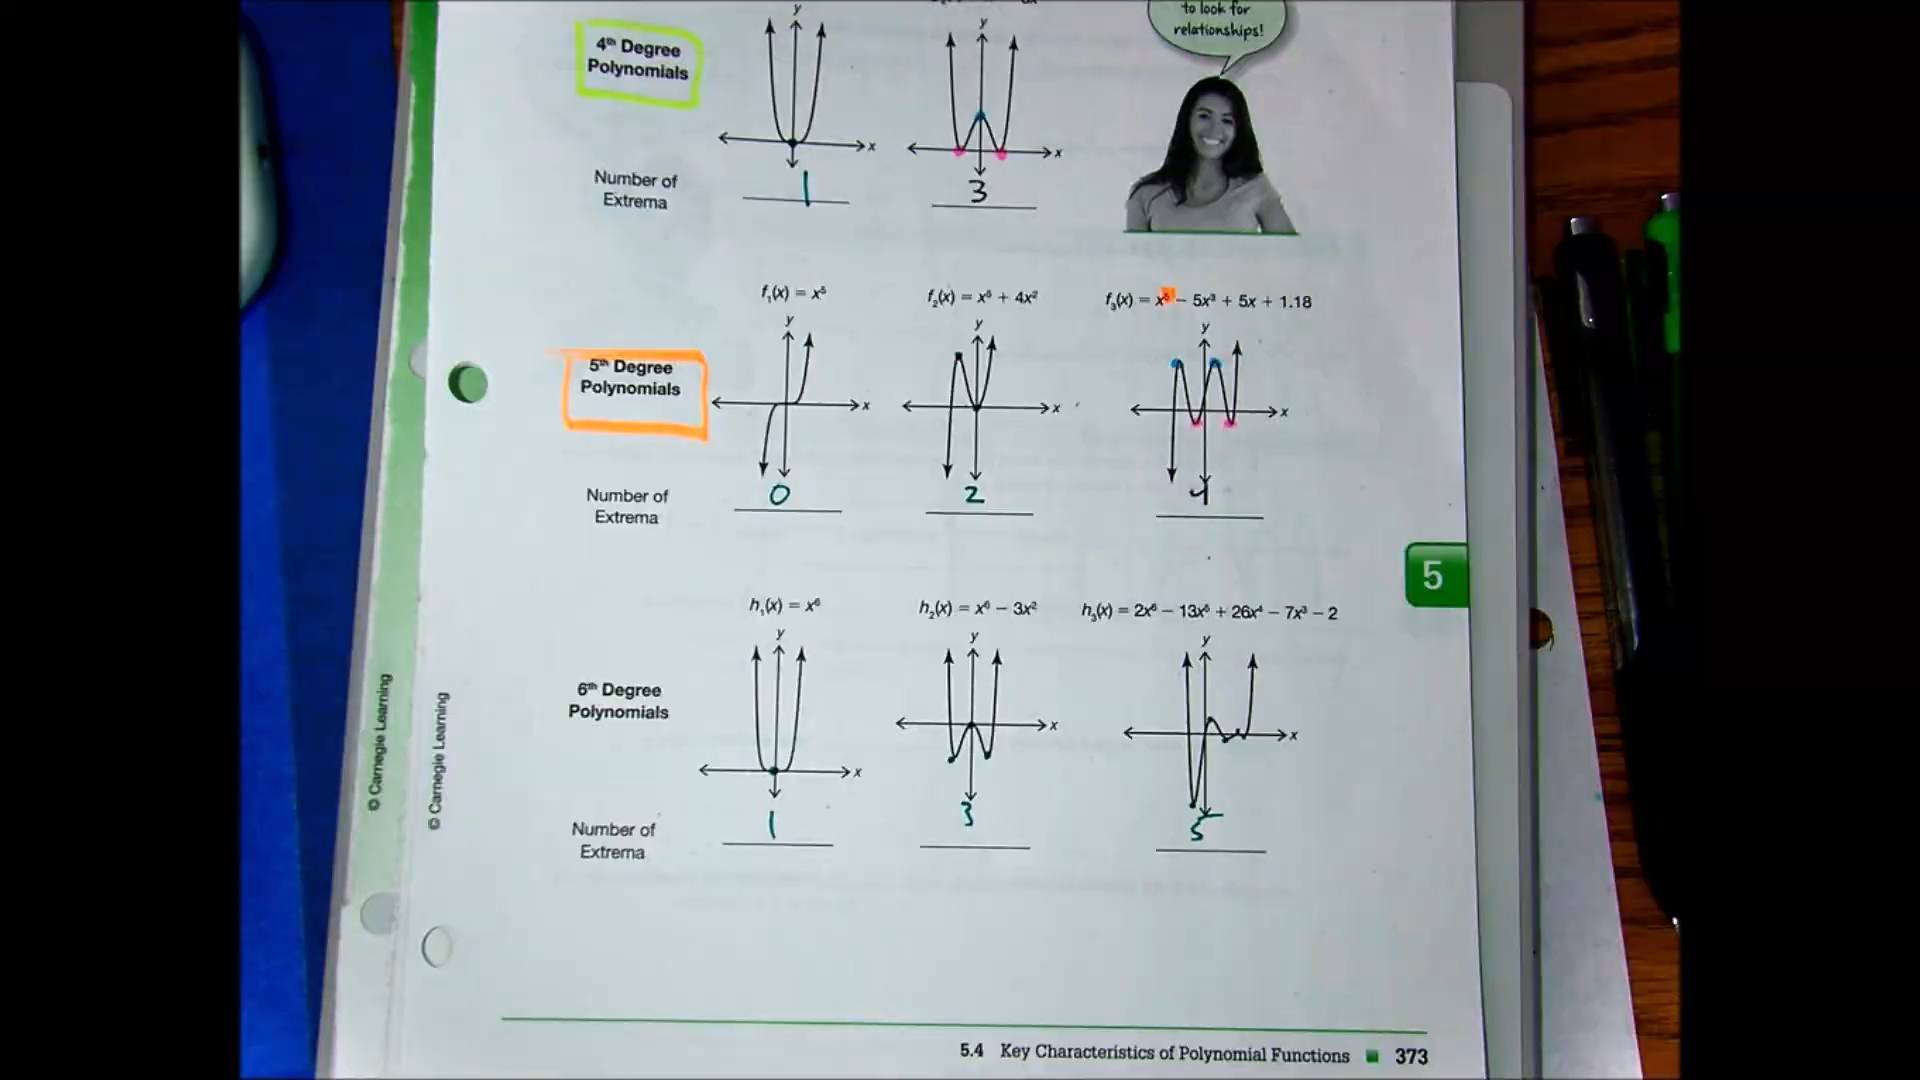 to look for
relationships!
4th Degree
Polynomials
y
y
x
x
Number of
Extrema
1
3
f₁(x) = x⁵
f₂(x) = x⁵ + 4x²
f₃(x) = x⁵ − 5x³ + 5x + 1.18
5th Degree
Polynomials
y
y
y
x
x
x
Number of
Extrema
0
2
4
5
h₁(x) = x⁶
h₂(x) = x⁶ − 3x²
h₃(x) = 2x⁶ − 13x⁵ + 26x⁴ − 7x³ − 2
6th Degree
Polynomials
y
y
y
x
x
x
Number of
Extrema
1
3
5
© Carnegie Learning
© Carnegie Learning
5.4 Key Characteristics of Polynomial Functions 373